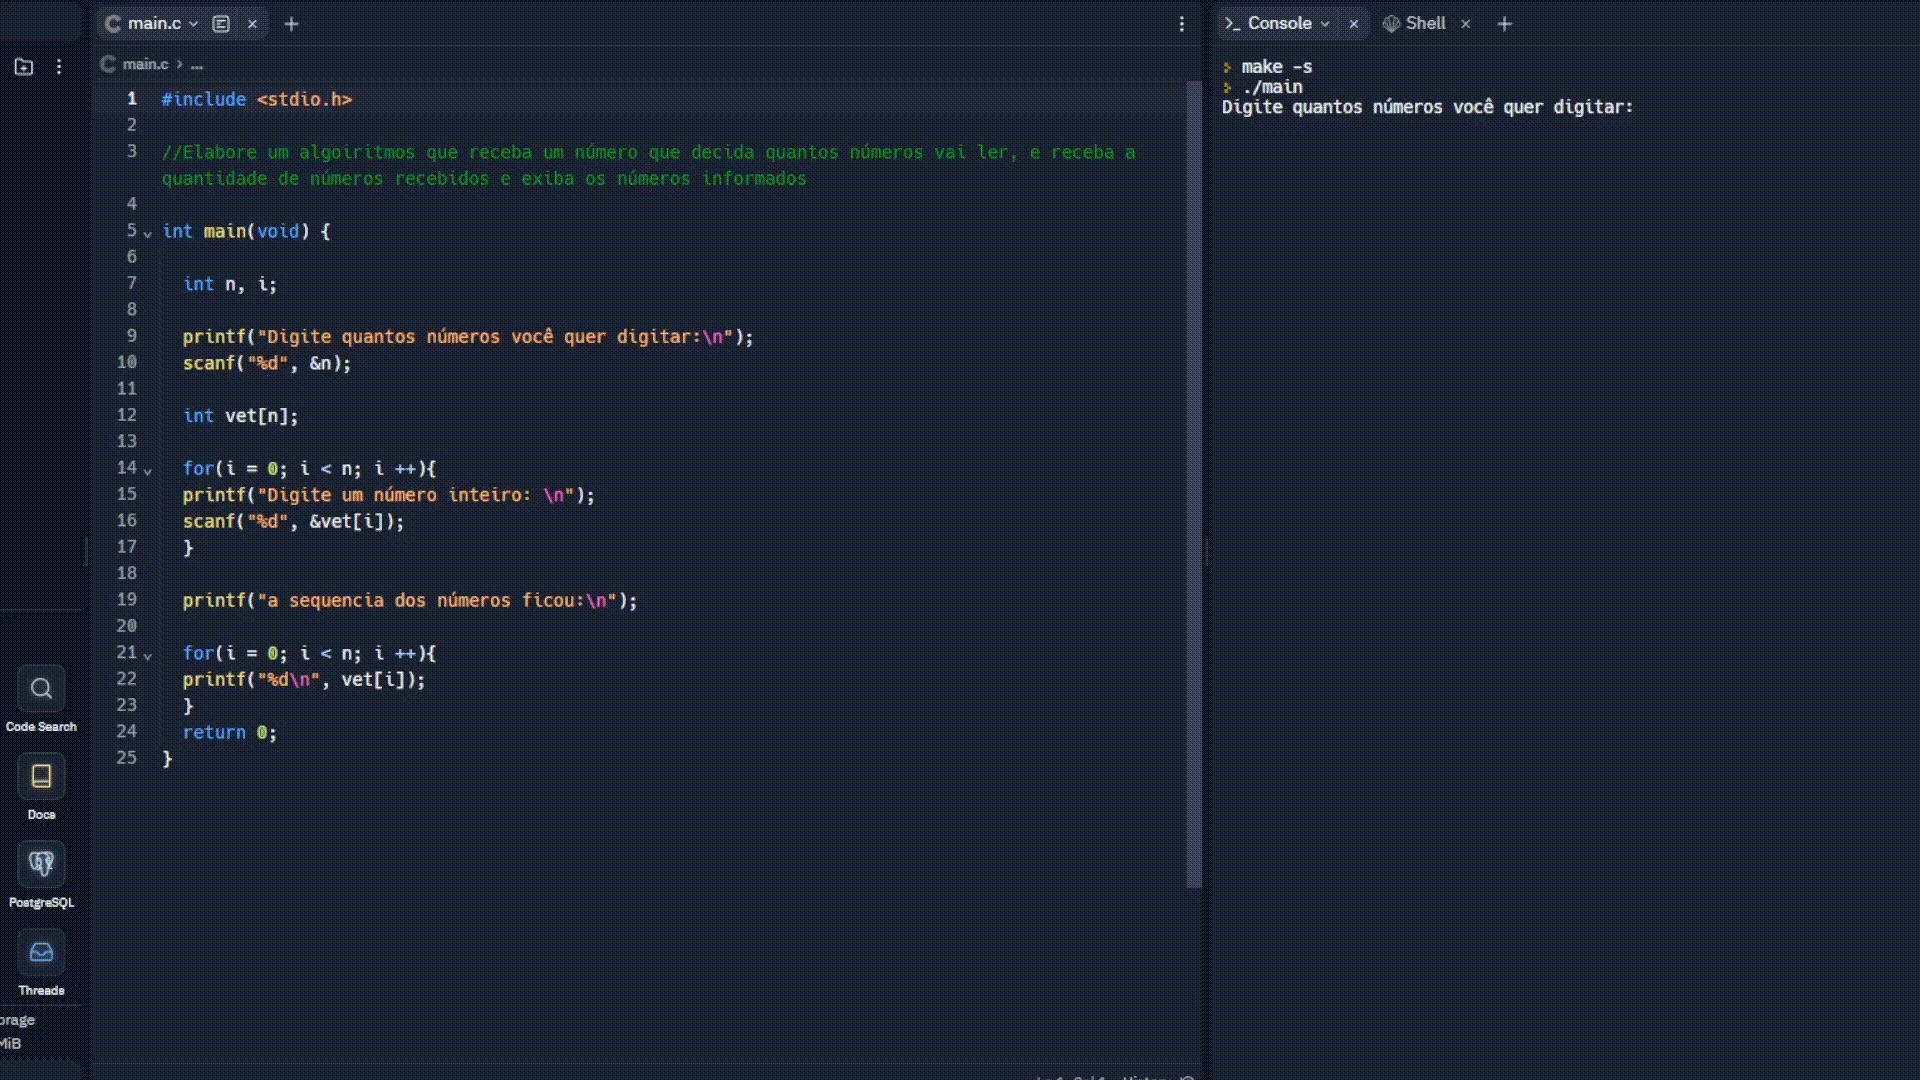 main.c
main.c > ...
1 #include <stdio.h>
2
3 //Elabore um algoiritmos que receba um número que decida quantos números vai ler, e receba a
quantidade de números recebidos e exiba os números informados
4
5 int main(void) {
6
7 int n, i;
8
9 printf("Digite quantos números você quer digitar:\n");
10 scanf("%d", &n);
11
12 int vet[n];
13
14 for(i = 0; i < n; i ++){
15 printf("Digite um número inteiro: \n");
16 scanf("%d", &vet[i]);
17 }
18
19 printf("a sequencia dos números ficou:\n");
20
21 for(i = 0; i < n; i ++){
22 printf("%d\n", vet[i]);
23 }
24 return 0;
25 }
Code Search
Docs
PostgreSQL
Threads
orage
MiB
Console
Shell
make -s
./main
Digite quantos números você quer digitar: